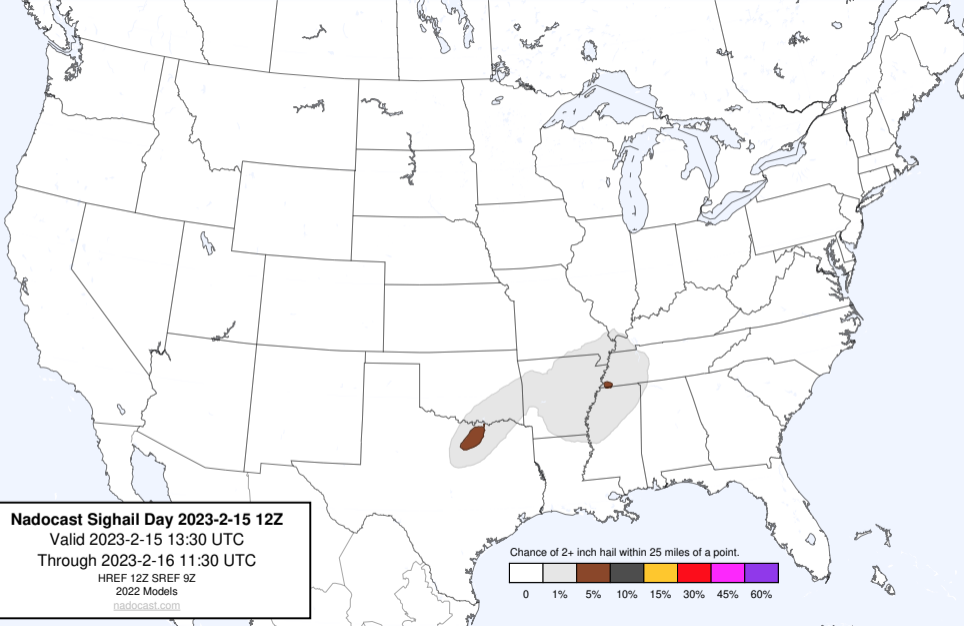 Nadocast Sighail Day 2023-2-15 12Z
Valid 2023-2-15 13:30 UTC
Through 2023-2-16 11:30 UTC
HREF 12Z SREF 9Z
2022 Models
nadocast.com
Chance of 2+ inch hail within 25 miles of a point.
0 1% 5% 10% 15% 30% 45% 60%